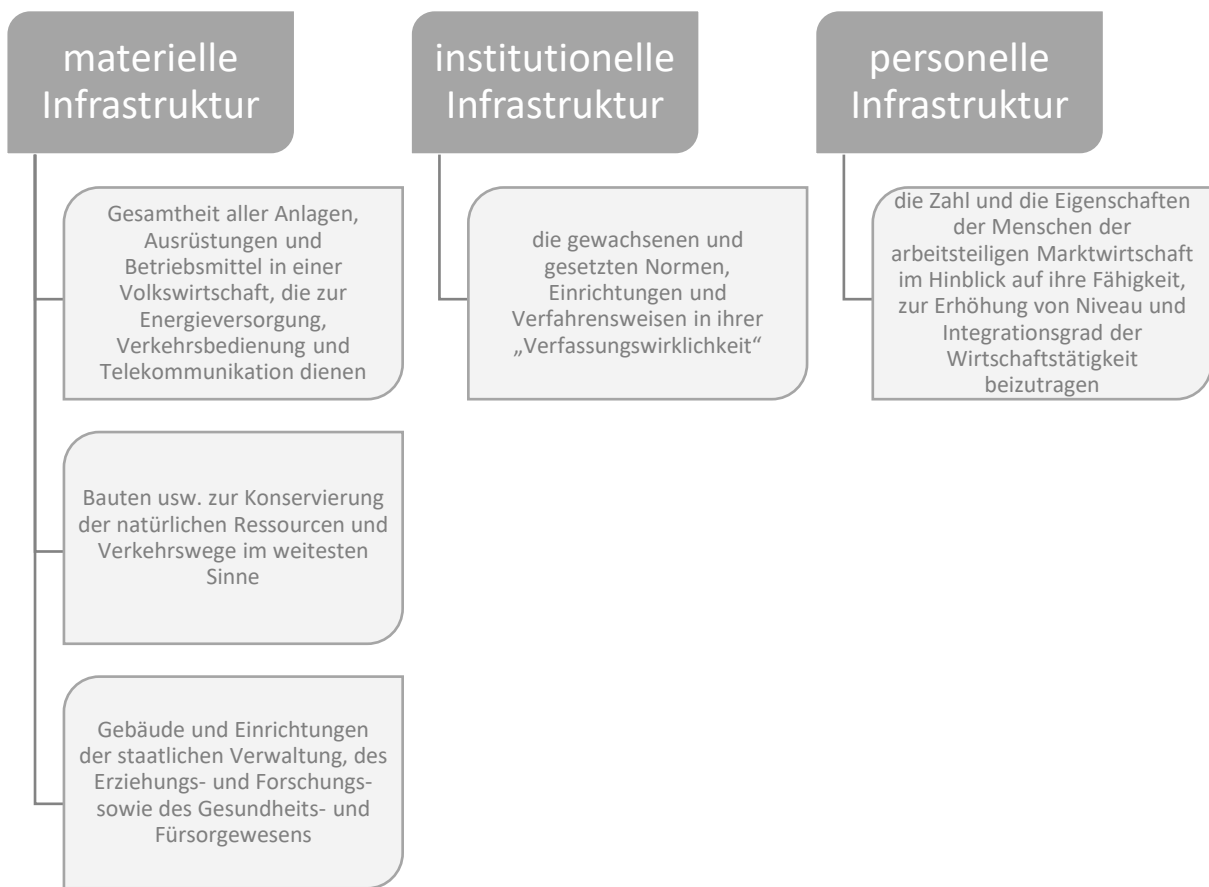 materielle
Infrastruktur
Gesamtheit aller Anlagen,
Ausrüstungen und
Betriebsmittel in einer
Volkswirtschaft, die zur
Energieversorgung,
Verkehrsbedienung und
Telekommunikation dienen
Bauten usw. zur Konservierung
der natürlichen Ressourcen und
Verkehrswege im weitesten
Sinne
Gebäude und Einrichtungen
der staatlichen Verwaltung, des
Erziehungs- und Forschungs-
sowie des Gesundheits- und
Fürsorgewesens
institutionelle
Infrastruktur
die gewachsenen und
gesetzten Normen,
Einrichtungen und
Verfahrensweisen in ihrer
„Verfassungswirklichkeit“
personelle
Infrastruktur
die Zahl und die Eigenschaften
der Menschen der
arbeitsteiligen Marktwirtschaft
im Hinblick auf ihre Fähigkeit,
zur Erhöhung von Niveau und
Integrationsgrad der
Wirtschaftstätigkeit
beizutragen